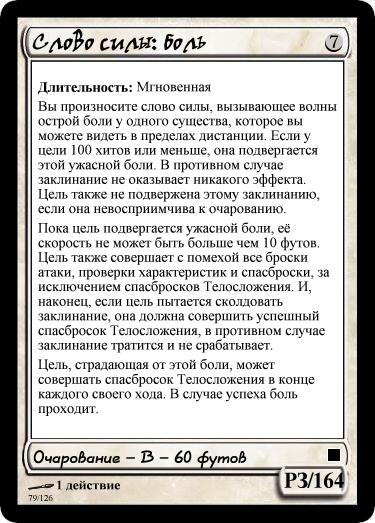 Слово силы: боль
7
Длительность: Мгновенная
Вы произносите слово силы, вызывающее волны
острой боли у одного существа, которое вы
можете видеть в пределах дистанции. Если у
цели 100 хитов или меньше, она подвергается
этой ужасной боли. В противном случае
заклинание не оказывает никакого эффекта.
Цель также не подвержена этому заклинанию,
если она невосприимчива к очарованию.
Пока цель подвергается ужасной боли, её
скорость не может быть больше чем 10 футов.
Цель также совершает с помехой все броски
атаки, проверки характеристик и спасброски, за
исключением спасбросков Телосложения. И,
наконец, если цель пытается сколдовать
заклинание, она должна совершить успешный
спасбросок Телосложения, в противном случае
заклинание тратится и не срабатывает.
Цель, страдающая от этой боли, может
совершать спасбросок Телосложения в конце
каждого своего хода. В случае успеха боль
проходит.
Очарование – В – 60 футов
РЗ/164
1 действие
79/126